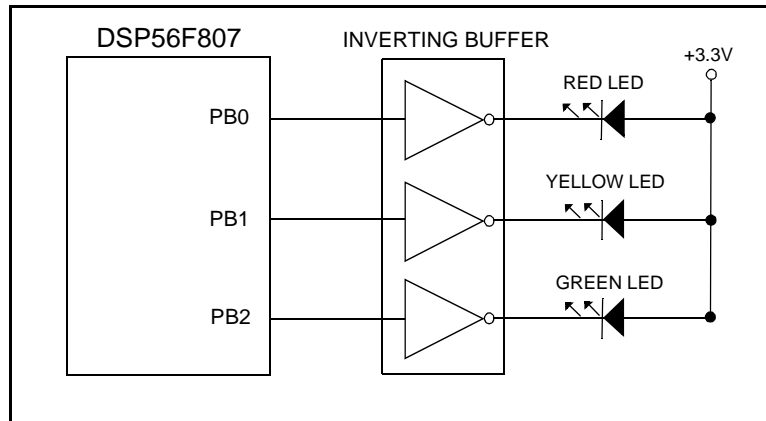 DSP56F807
INVERTING BUFFER
+3.3V
RED LED
PB0
YELLOW LED
PB1
GREEN LED
PB2